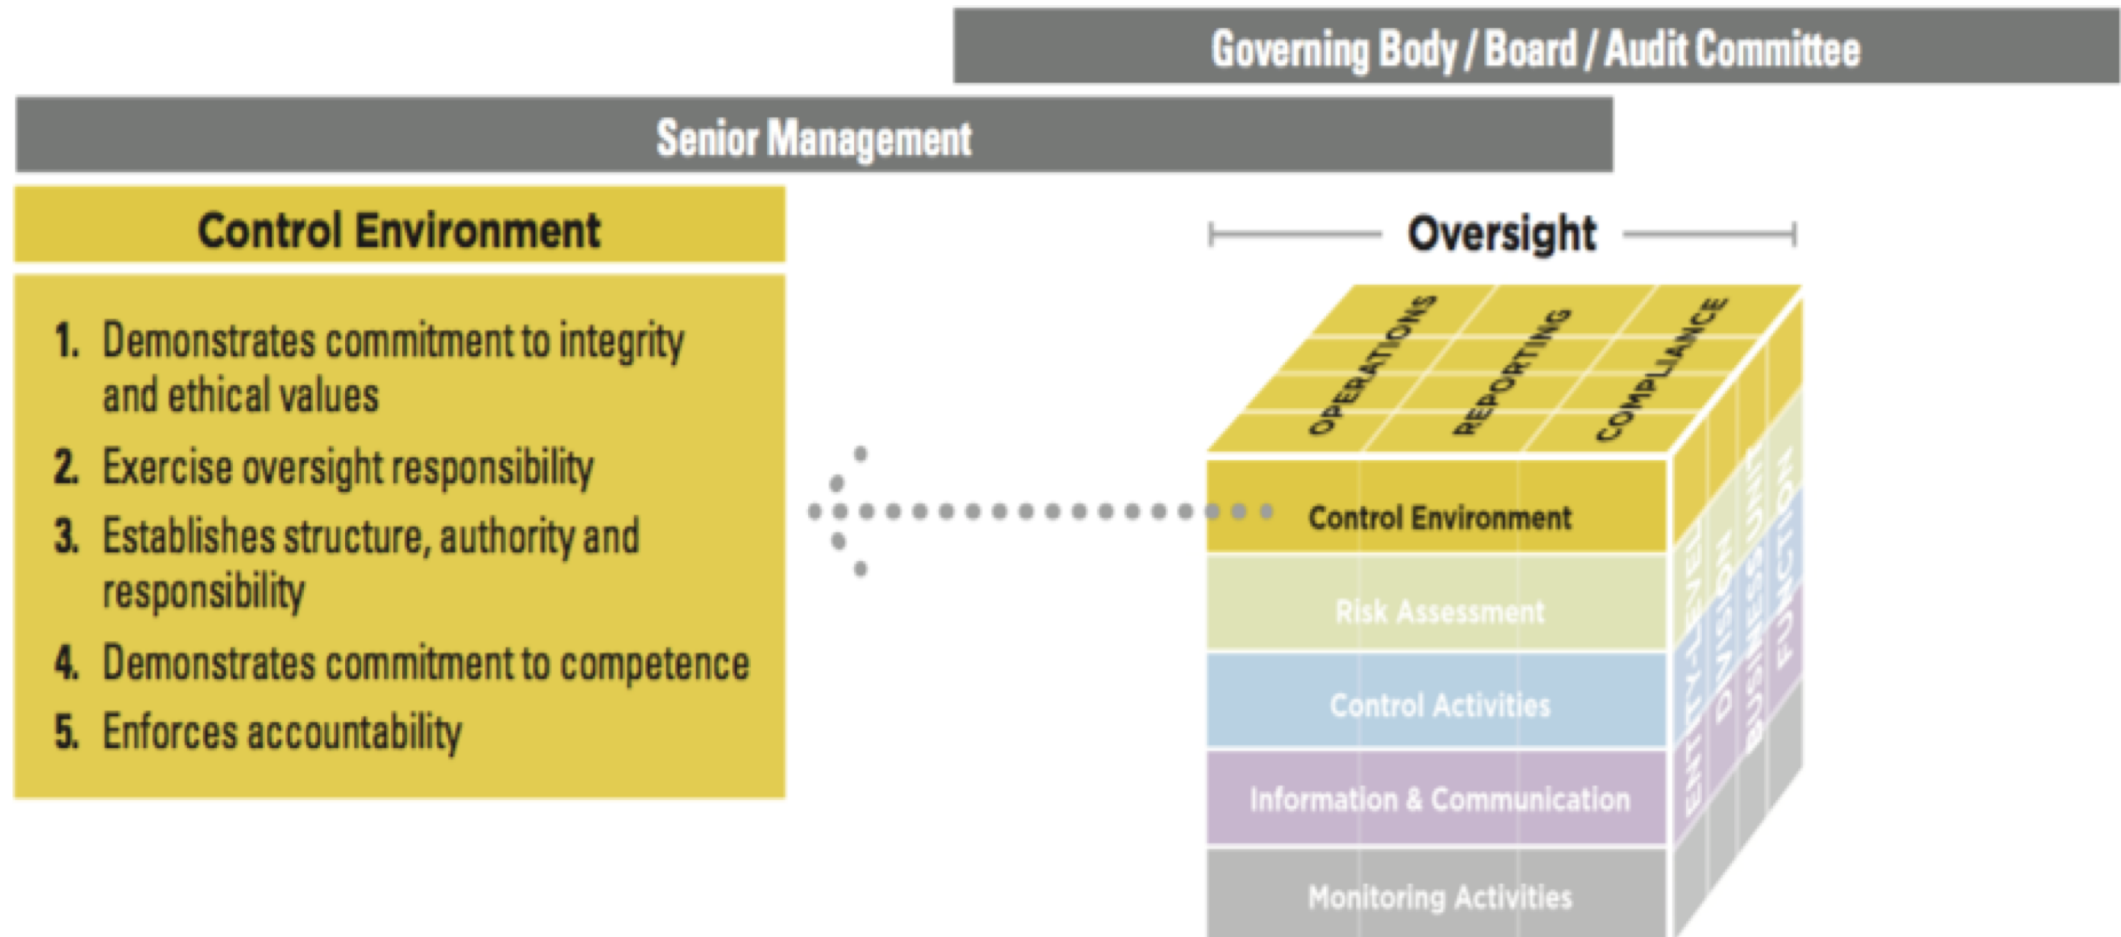 Governing Body / Board / Audit Committee
Senior Management
Control Environment
1. Demonstrates commitment to integrity
and ethical values
2. Exercise oversight responsibility
3. Establishes structure, authority and
responsibility
4. Demonstrates commitment to competence
5. Enforces accountability
Oversight
OPERATIONS
REPORTING
COMPLIANCE
Control Environment
Risk Assessment
Control Activities
Information & Communication
Monitoring Activities
ENTITY-LEVEL
DIVISION
BUSINESS UNIT
FUNCTION